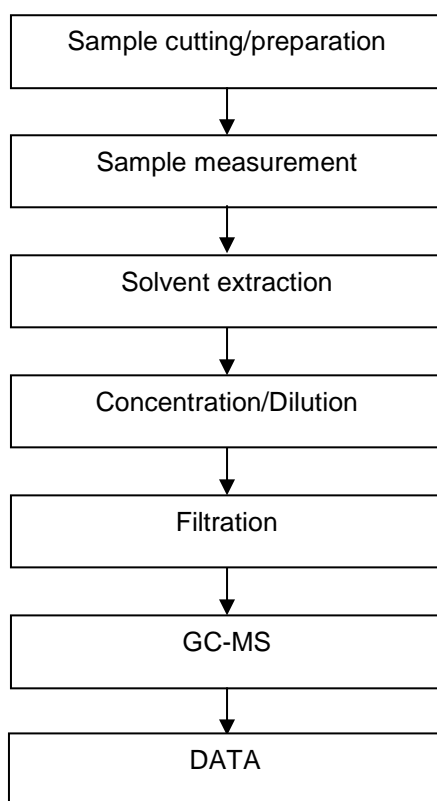 Sample cutting/preparation
Sample measurement
Solvent extraction
Concentration/Dilution
Filtration
GC-MS
DATA